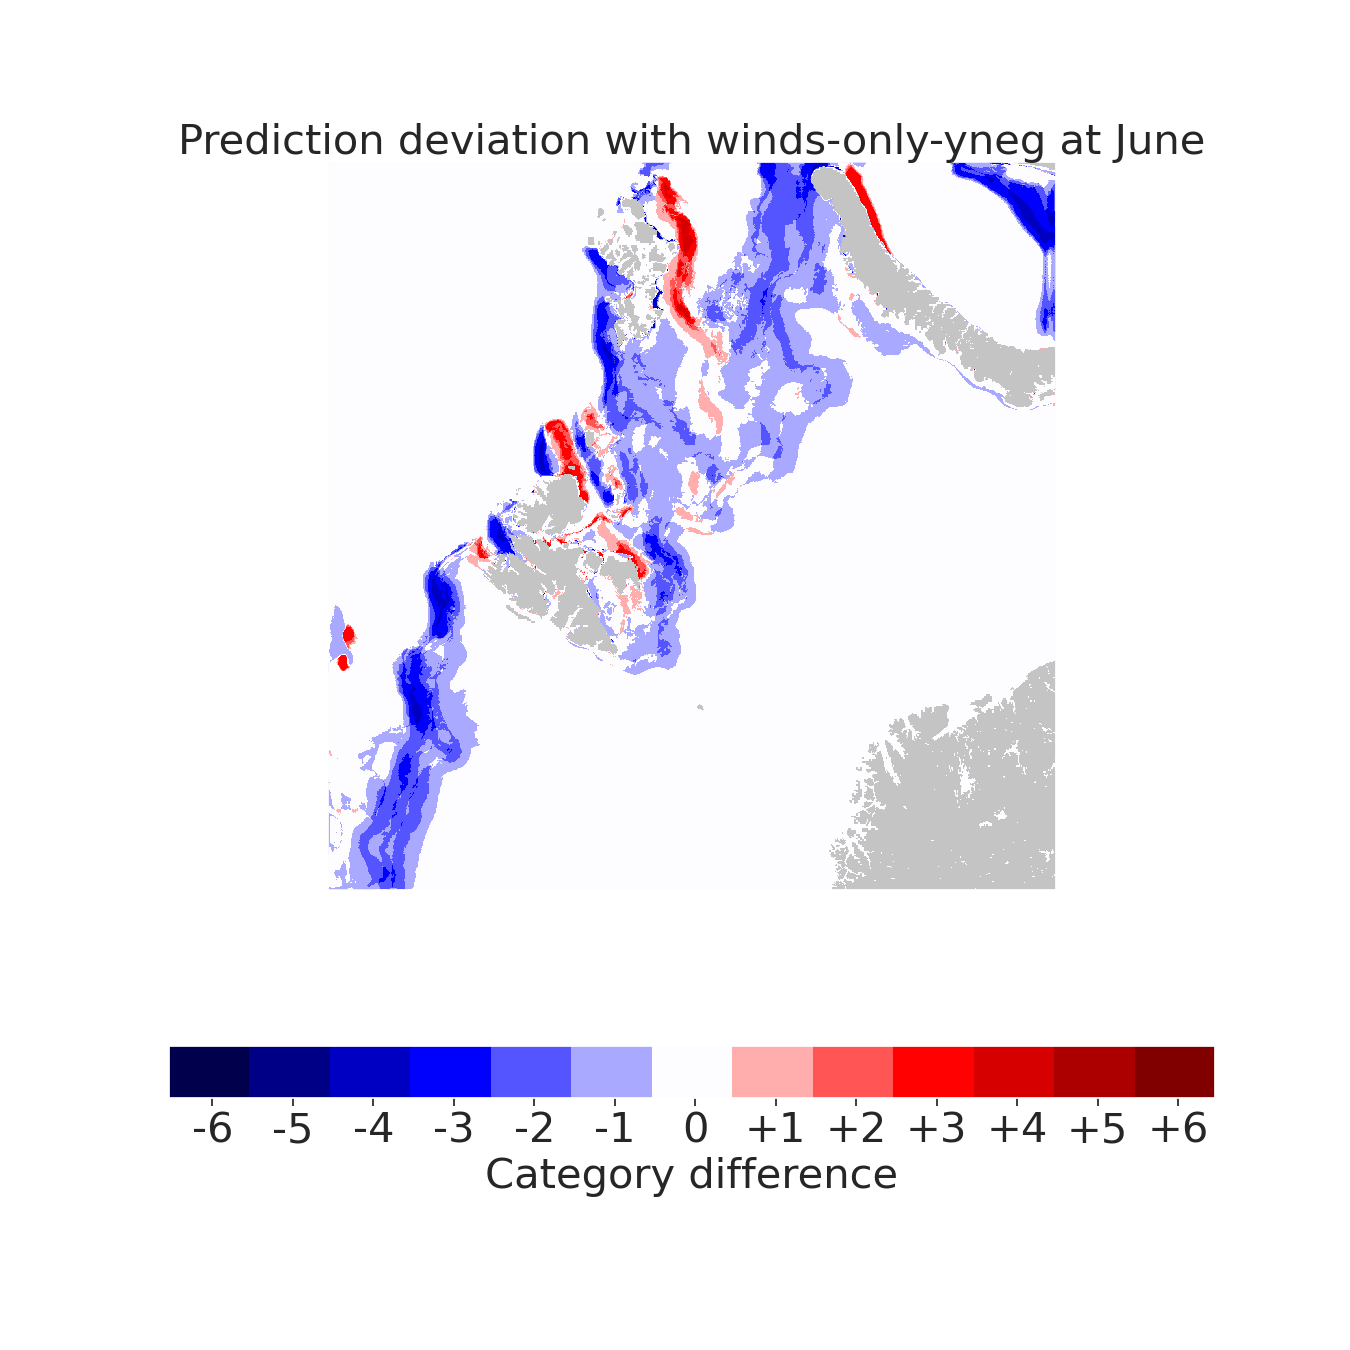 Prediction deviation with winds-only-yneg at June
-6 -5 -4 -3 -2 -1 0 +1 +2 +3 +4 +5 +6
Category difference